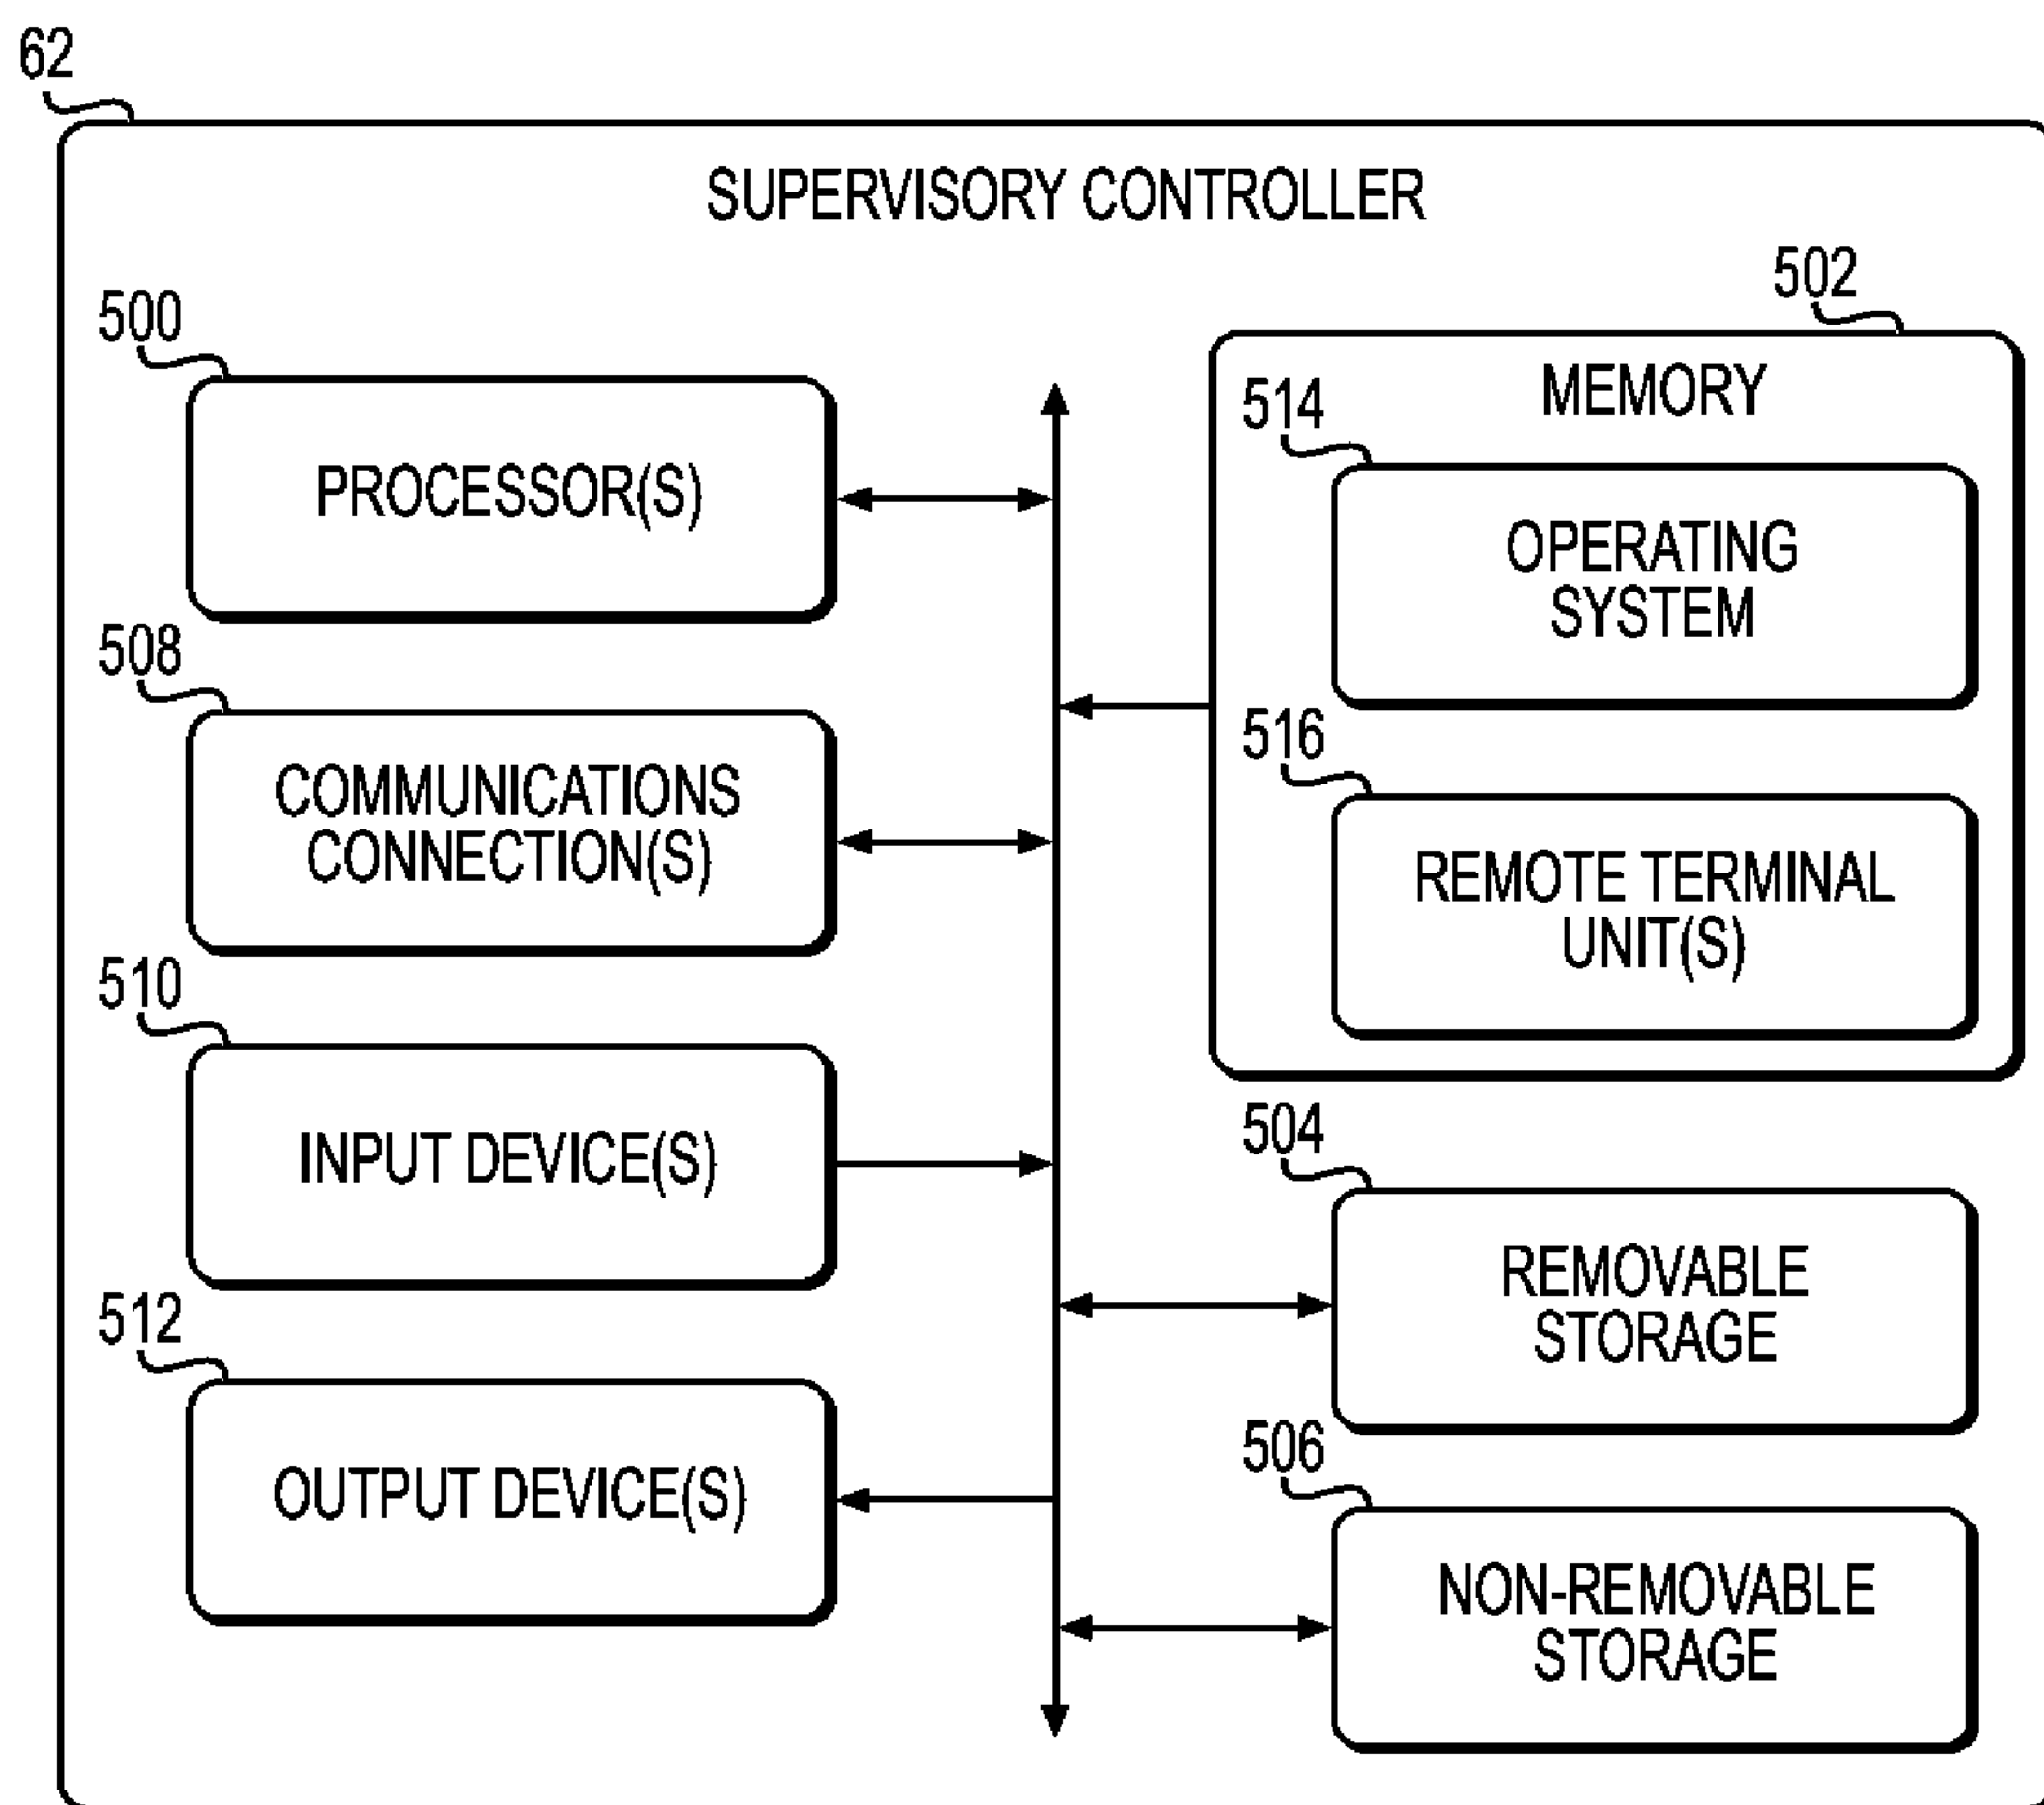 62
SUPERVISORY CONTROLLER
500
PROCESSOR(S)
508
COMMUNICATIONS
CONNECTION(S)
510
INPUT DEVICE(S)
512
OUTPUT DEVICE(S)
502
MEMORY
514
OPERATING
SYSTEM
516
REMOTE TERMINAL
UNIT(S)
504
REMOVABLE
STORAGE
506
NON-REMOVABLE
STORAGE